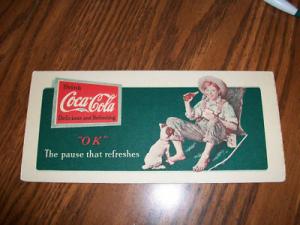 Drink
Coca-Cola
Delicious and Refreshing
"OK"
The pause that refreshes